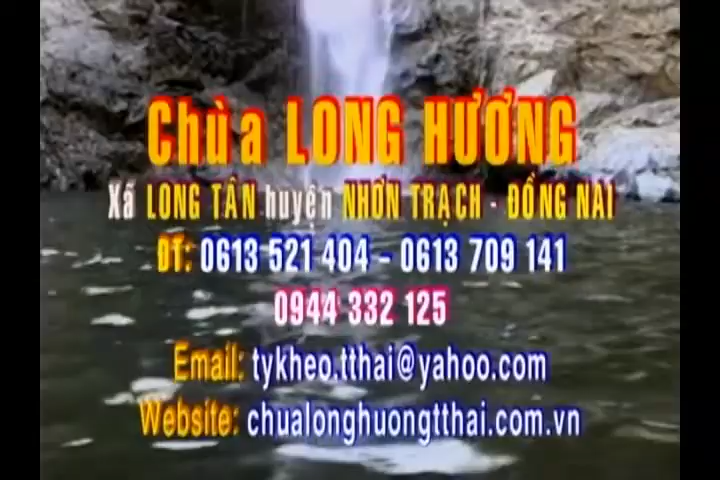 Chùa LONG HƯƠNG
Xã LONG TÂN huyện NHƠN TRẠCH - ĐỒNG NAI
ĐT: 0613 521 404 – 0613 709 141
0944 332 125
Email: tykheo.tthai@yahoo.com
Website: chualonghuongtthai.com.vn